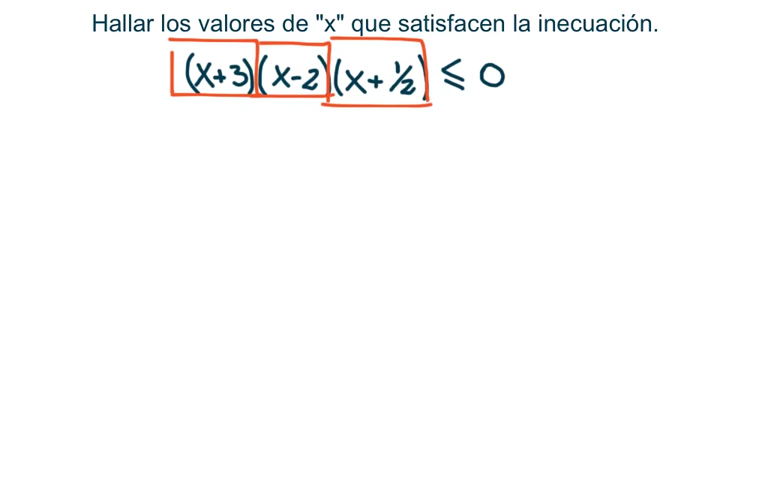 Hallar los valores de "x" que satisfacen la inecuación.
(x+3)(x-2)(x+½) ⩽ 0